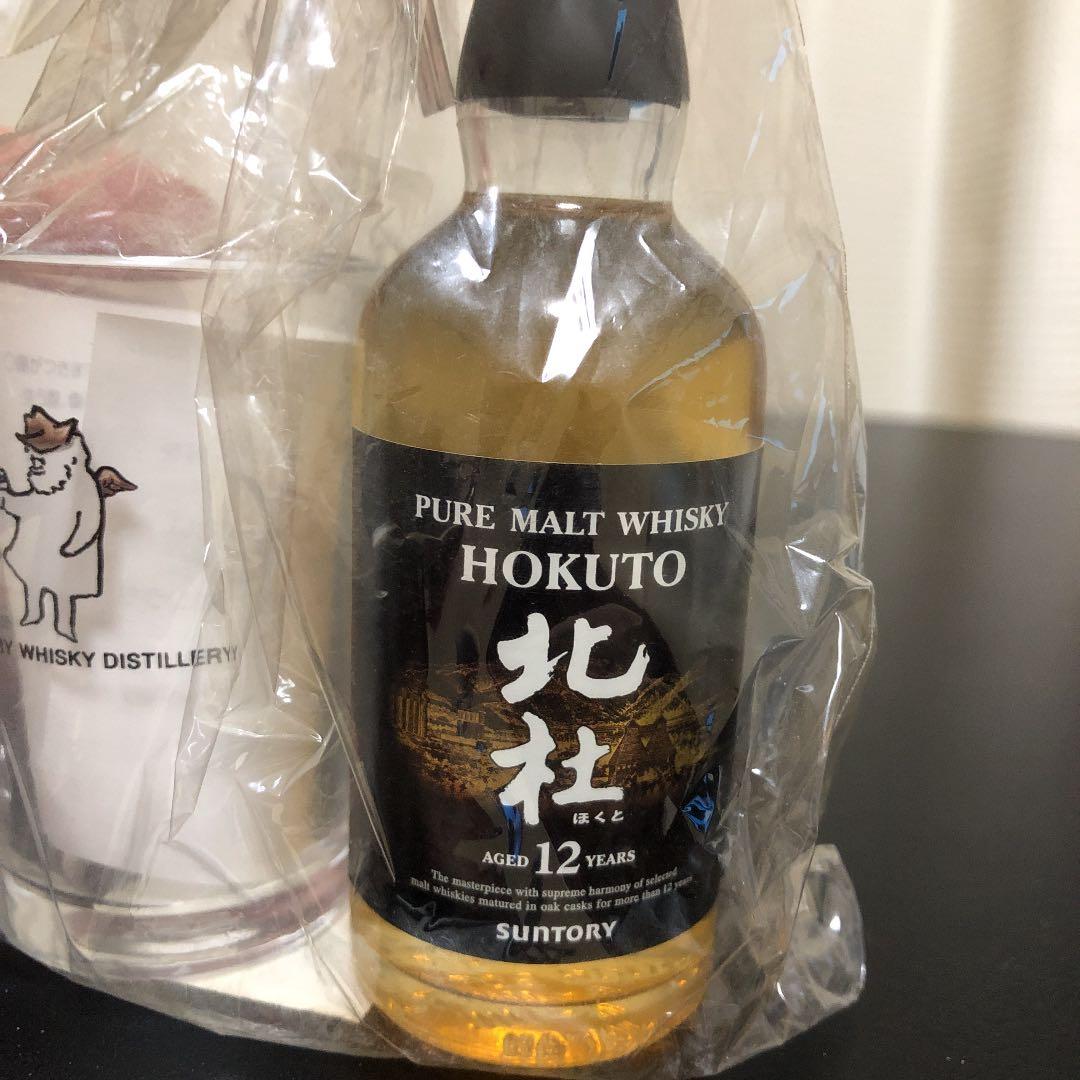 PURE MALT WHISKY
HOKUTO
北
杜
ほくと
AGED 12 YEARS
The masterpiece with supreme harmony of selected
malt whiskies matured in oak casks for more than 12 years
SUNTORY
WHISKY DISTILLERY